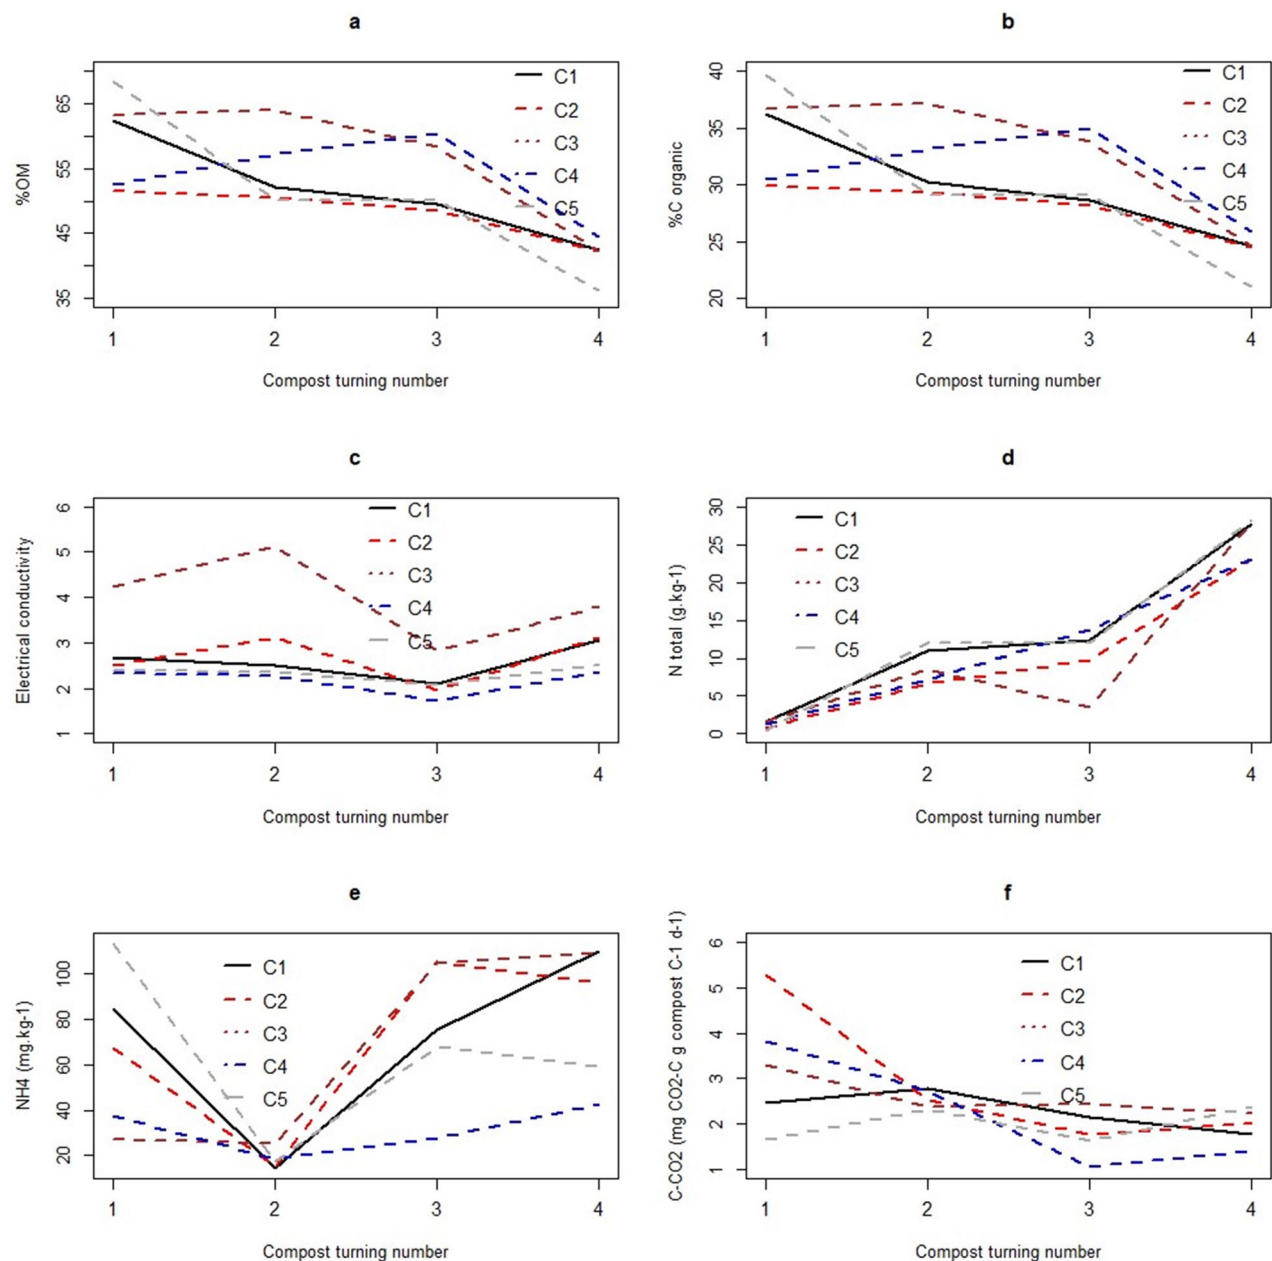 a
%OM
35 45 55 65
C1
C2
C3
C4
C5
1 2 3 4
Compost turning number
b
%C organic
20 25 30 35 40
C1
C2
C3
C4
C5
1 2 3 4
Compost turning number
c
Electrical conductivity
1 2 3 4 5 6
C1
C2
C3
C4
C5
1 2 3 4
Compost turning number
d
N total (g.kg-1)
0 5 10 15 20 25 30
C1
C2
C3
C4
C5
1 2 3 4
Compost turning number
e
NH4 (mg.kg-1)
20 40 60 80 100
C1
C2
C3
C4
C5
1 2 3 4
Compost turning number
f
C-CO2 (mg CO2-C g compost C-1 d-1)
1 2 3 4 5 6
C1
C2
C3
C4
C5
1 2 3 4
Compost turning number